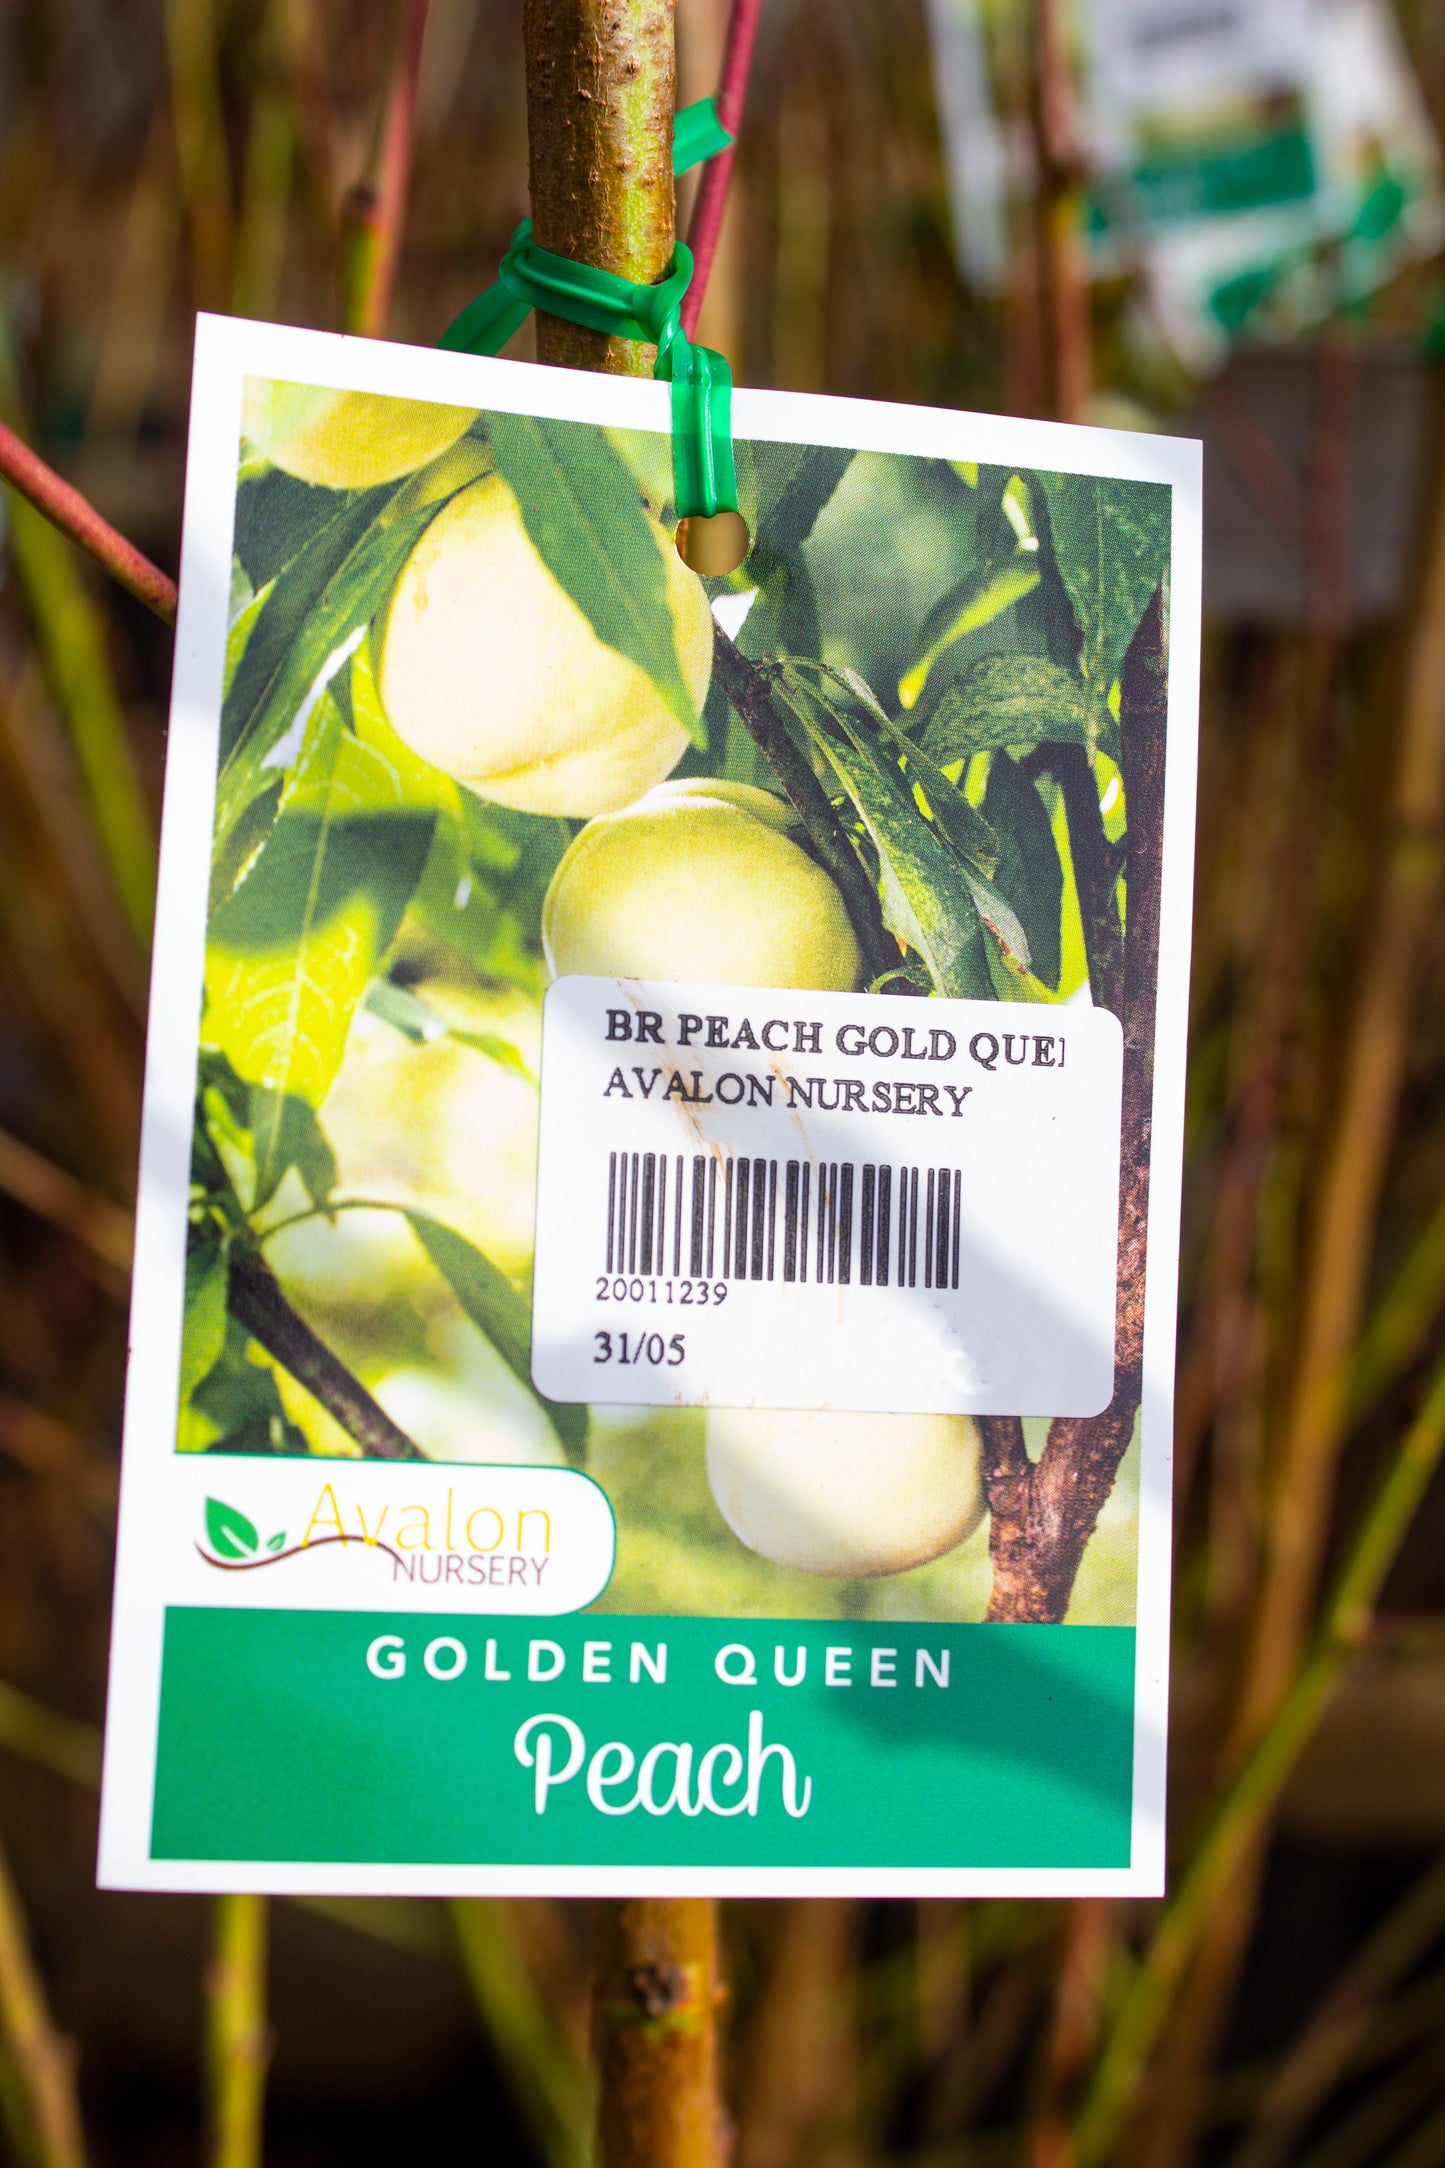 BR PEACH GOLD QUE
AVALON NURSERY
20011239
31/05
Avalon
NURSERY
GOLDEN QUEEN
Peach